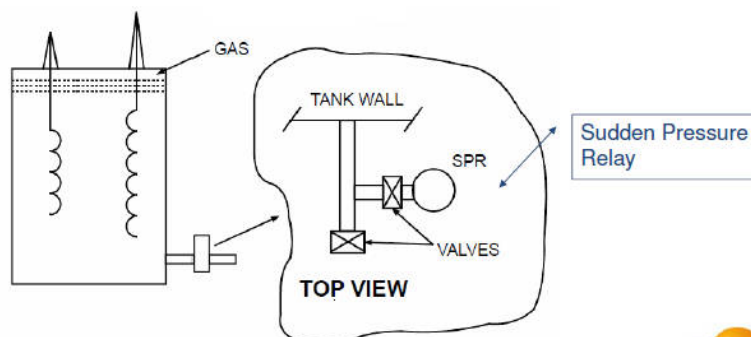 GAS
TANK WALL
SPR
VALVES
TOP VIEW
Sudden Pressure
Relay